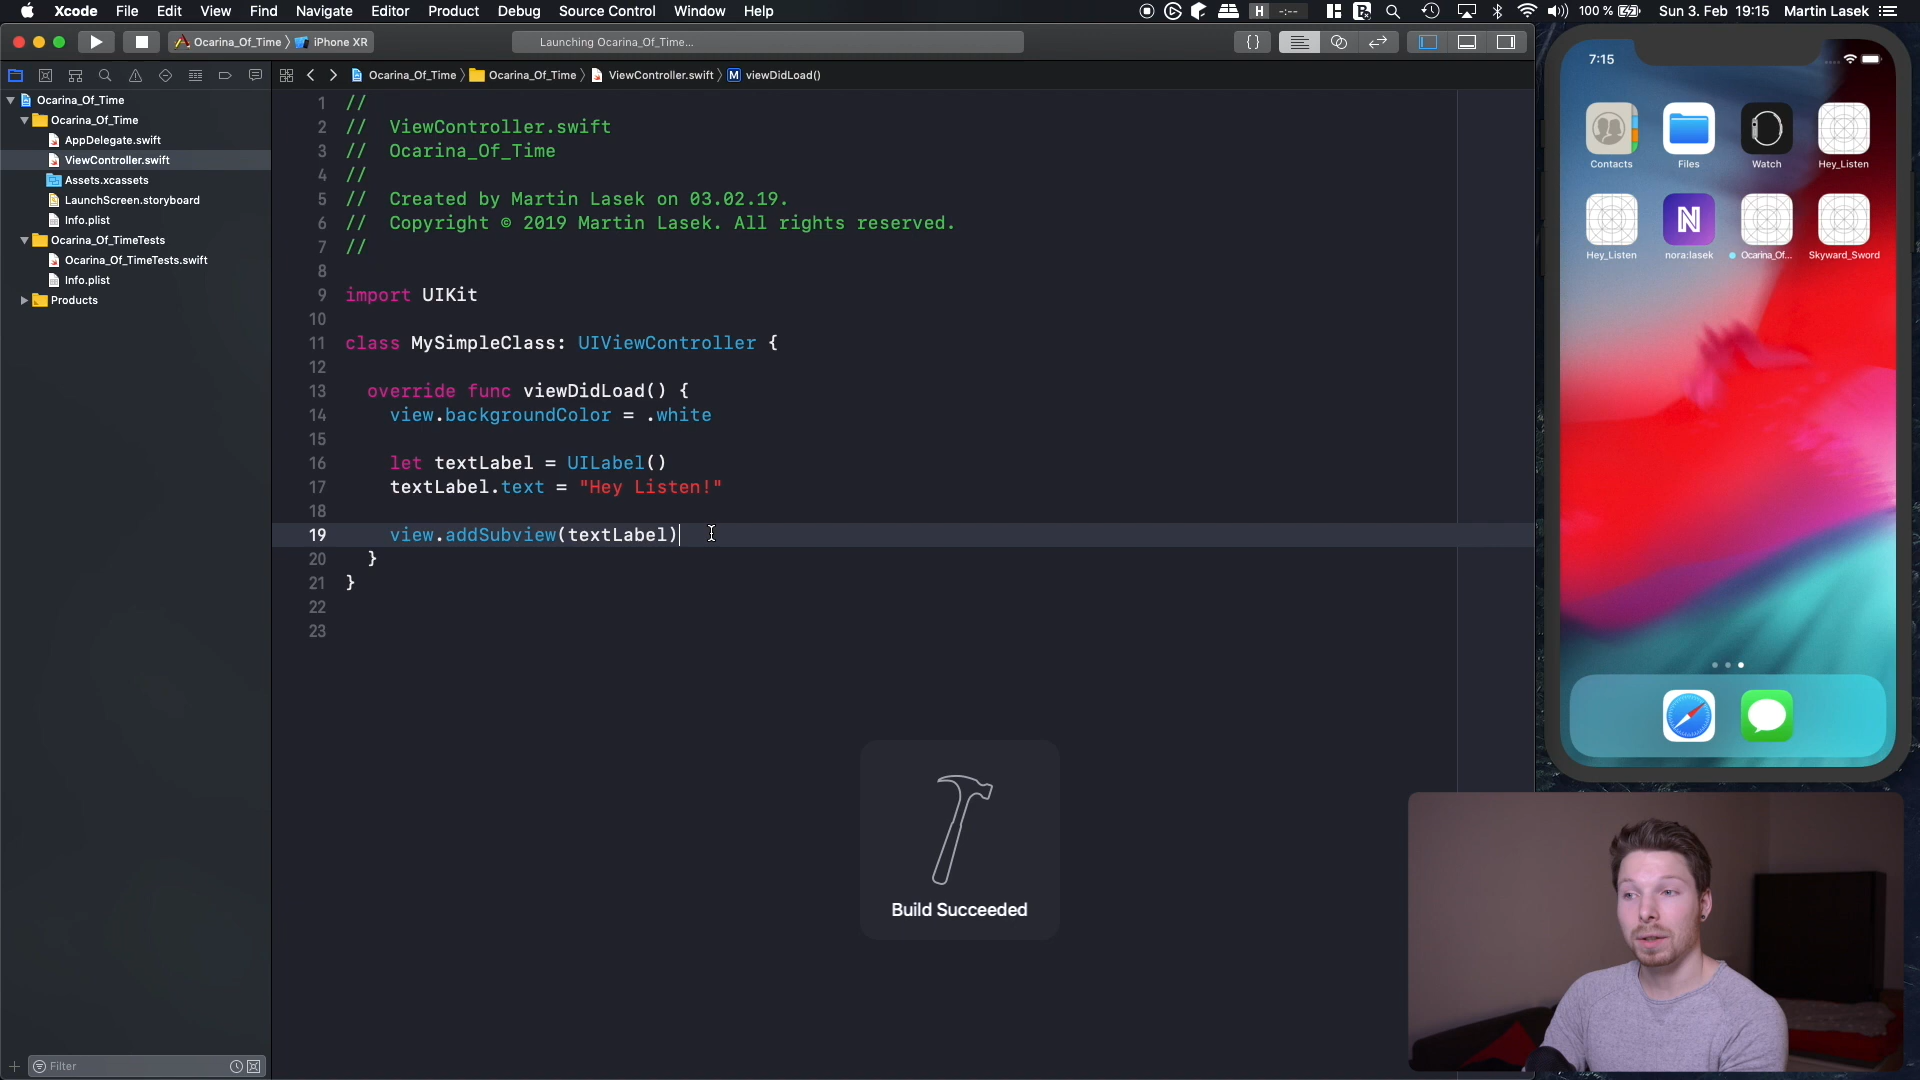 Xcode File Edit View Find Navigate Editor Product Debug Source Control Window Help
H -:-- 100 % Sun 3. Feb 19:15 Martin Lasek
Ocarina_Of_Time iPhone XR
Launching Ocarina_Of_Time...
{ }
Ocarina_Of_Time Ocarina_Of_Time ViewController.swift M viewDidLoad()
Ocarina_Of_Time
Ocarina_Of_Time
AppDelegate.swift
ViewController.swift
Assets.xcassets
LaunchScreen.storyboard
Info.plist
Ocarina_Of_TimeTests
Ocarina_Of_TimeTests.swift
Info.plist
Products
Filter
1 //
2 //  ViewController.swift
3 //  Ocarina_Of_Time
4 //
5 //  Created by Martin Lasek on 03.02.19.
6 //  Copyright © 2019 Martin Lasek. All rights reserved.
7 //
8
9 import UIKit
10
11 class MySimpleClass: UIViewController {
12
13   override func viewDidLoad() {
14     view.backgroundColor = .white
15
16     let textLabel = UILabel()
17     textLabel.text = "Hey Listen!"
18
19     view.addSubview(textLabel)
20   }
21 }
22
23
Build Succeeded
7:15
Contacts Files Watch Hey_Listen
N
Hey_Listen nora:lasek Ocarina_Of... Skyward_Sword